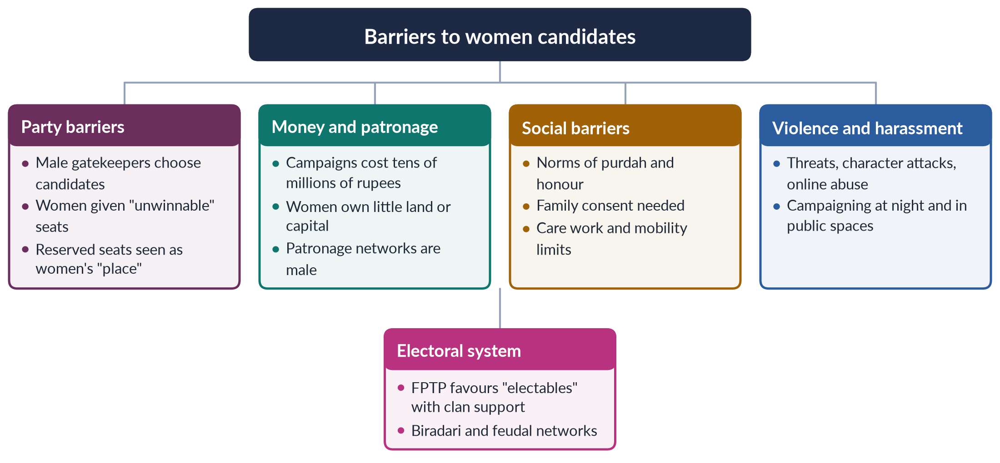 Barriers to women candidates
Party barriers
• Male gatekeepers choose
candidates
• Women given "unwinnable"
seats
• Reserved seats seen as
women's "place"
Money and patronage
• Campaigns cost tens of
millions of rupees
• Women own little land or
capital
• Patronage networks are
male
Social barriers
• Norms of purdah and
honour
• Family consent needed
• Care work and mobility
limits
Violence and harassment
• Threats, character attacks,
online abuse
• Campaigning at night and in
public spaces
Electoral system
• FPTP favours "electables"
with clan support
• Biradari and feudal networks